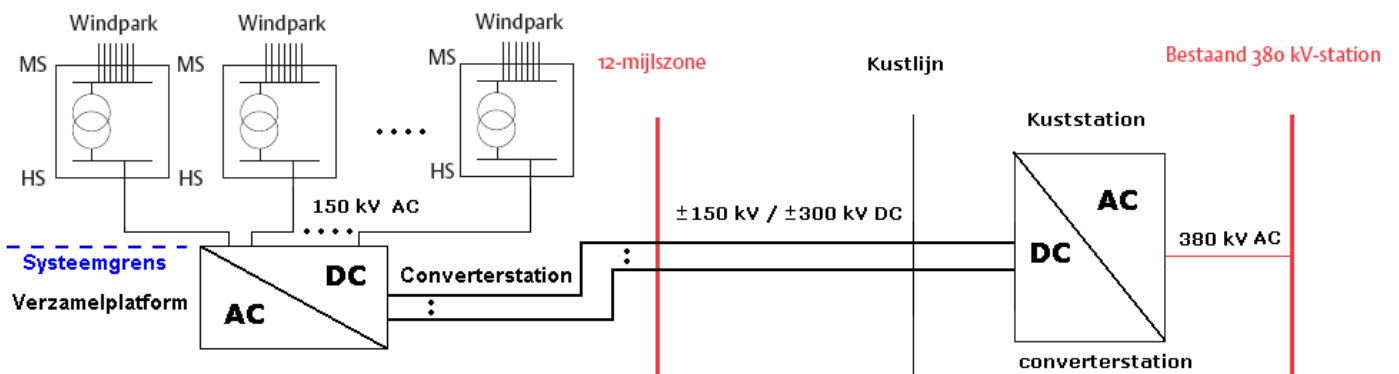 Windpark
Windpark
Windpark
MS
MS
MS
12-mijlszone
Kustlijn
Bestaand 380 kV-station
Kuststation
HS
HS
HS
150 kV AC
±150 kV / ±300 kV DC
AC
DC
380 kV AC
Systeemgrens
Verzamelplatform
DC
AC
Converterstation
converterstation